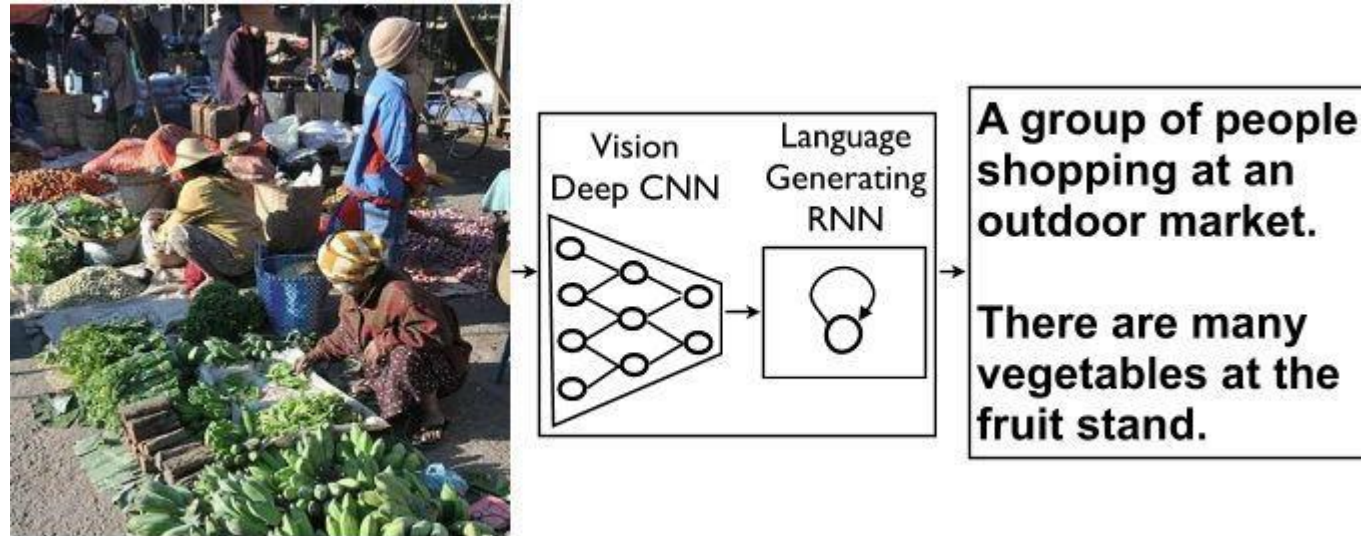 Vision
Deep CNN
Language
Generating
RNN
A group of people
shopping at an
outdoor market.
There are many
vegetables at the
fruit stand.